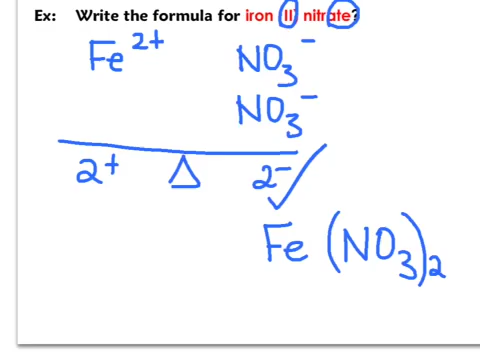 Ex: Write the formula for iron (II) nitrate?
Fe²⁺ NO₃⁻
NO₃⁻
2⁺ Δ 2⁻
Fe(NO₃)₂